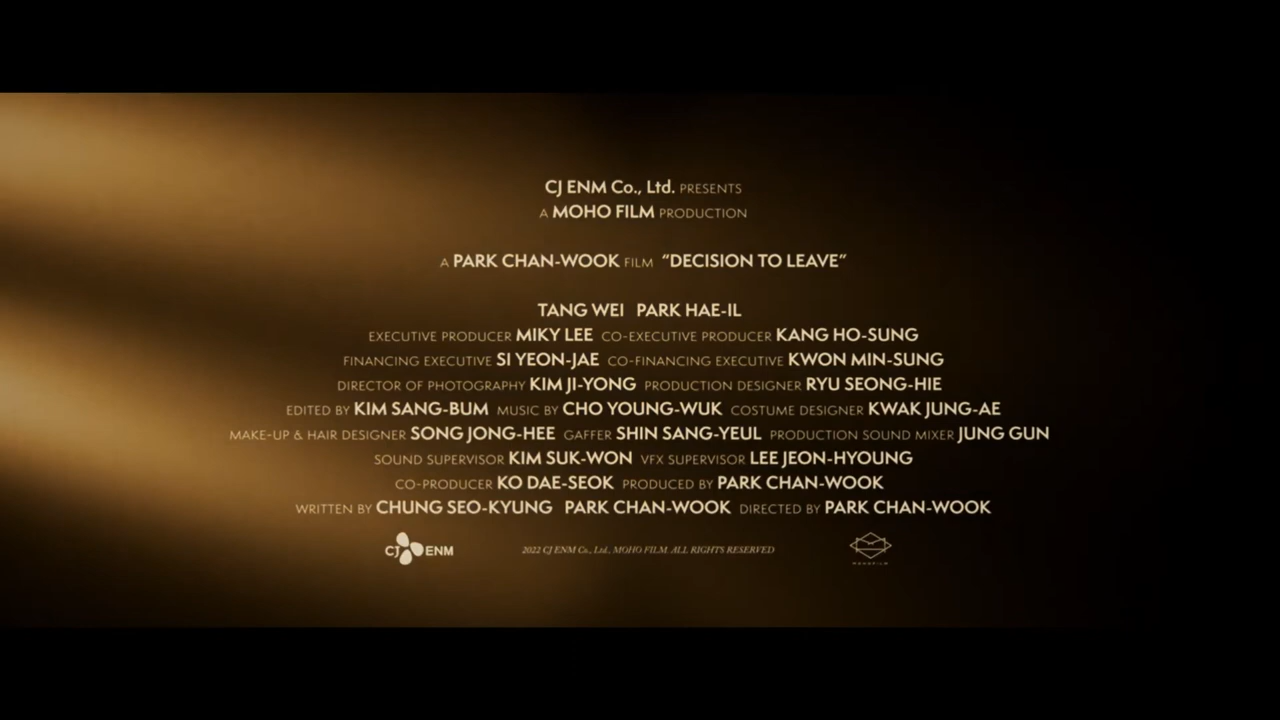 CJ ENM Co., Ltd. PRESENTS
A MOHO FILM PRODUCTION
A PARK CHAN-WOOK FILM "DECISION TO LEAVE"
TANG WEI PARK HAE-IL
EXECUTIVE PRODUCER MIKY LEE CO-EXECUTIVE PRODUCER KANG HO-SUNG
FINANCING EXECUTIVE SI YEON-JAE CO-FINANCING EXECUTIVE KWON MIN-SUNG
DIRECTOR OF PHOTOGRAPHY KIM JI-YONG PRODUCTION DESIGNER RYU SEONG-HIE
EDITED BY KIM SANG-BUM MUSIC BY CHO YOUNG-WUK COSTUME DESIGNER KWAK JUNG-AE
MAKE-UP & HAIR DESIGNER SONG JONG-HEE GAFFER SHIN SANG-YEUL PRODUCTION SOUND MIXER JUNG GUN
SOUND SUPERVISOR KIM SUK-WON VFX SUPERVISOR LEE JEON-HYOUNG
CO-PRODUCER KO DAE-SEOK PRODUCED BY PARK CHAN-WOOK
WRITTEN BY CHUNG SEO-KYUNG PARK CHAN-WOOK DIRECTED BY PARK CHAN-WOOK
CJ ENM 2022 CJ ENM Co., Ltd., MOHO FILM. ALL RIGHTS RESERVED
MOHOFILM